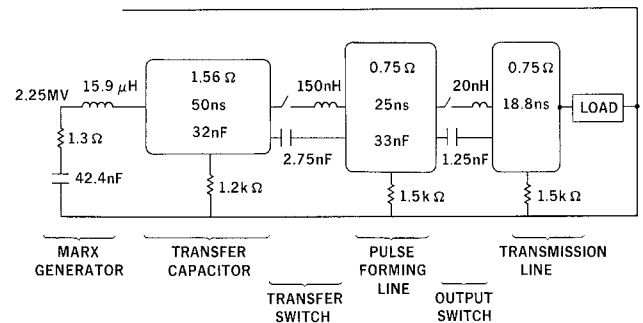 2.25MV
15.9 μH
1.3Ω
42.4nF
1.56 Ω
50ns
32nF
1.2k Ω
150nH
2.75nF
0.75 Ω
25ns
33nF
1.5k Ω
20nH
1.25nF
0.75 Ω
18.8ns
1.5k Ω
LOAD
MARX
GENERATOR
TRANSFER
CAPACITOR
TRANSFER
SWITCH
PULSE
FORMING
LINE
OUTPUT
SWITCH
TRANSMISSION
LINE